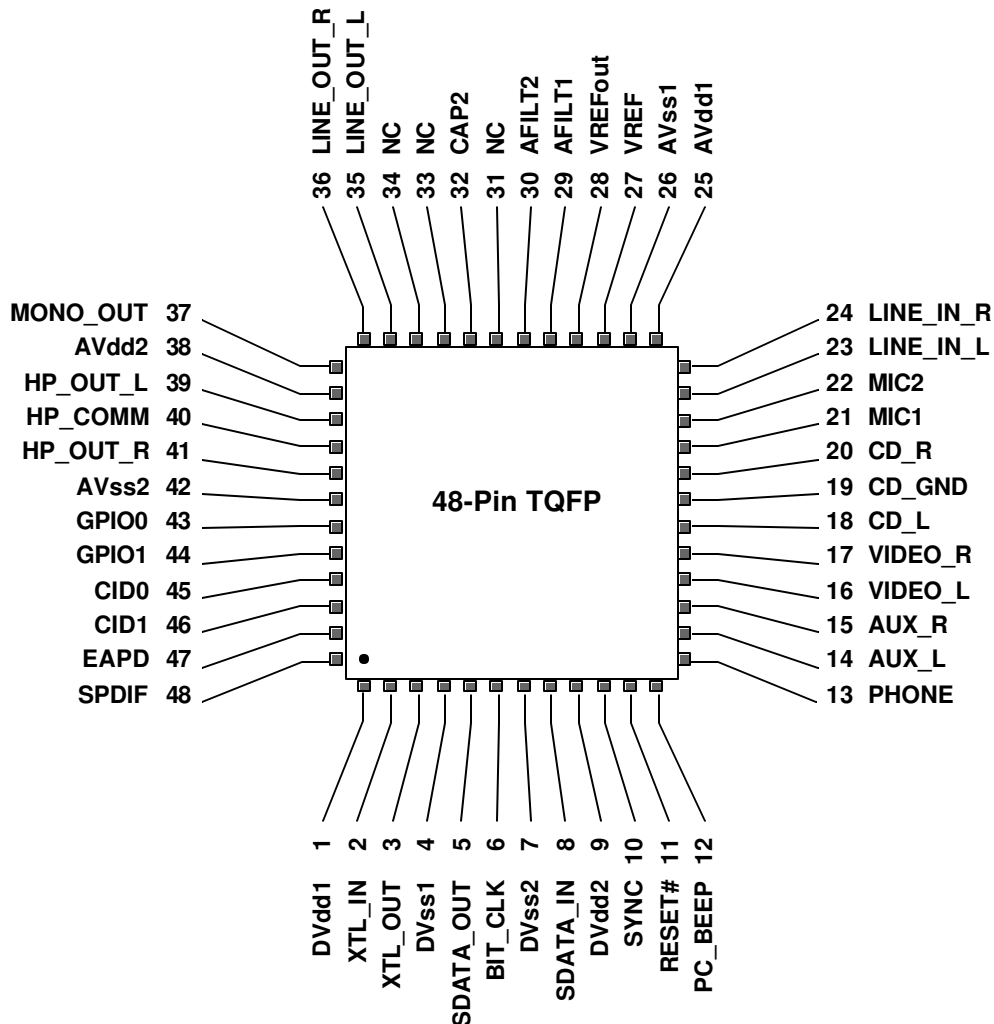 36 LINE_OUT_R
35 LINE_OUT_L
34 NC
33 NC
32 CAP2
31 NC
30 AFILT2
29 AFILT1
28 VREFout
27 VREF
26 AVss1
25 AVdd1
MONO_OUT 37
AVdd2 38
HP_OUT_L 39
HP_COMM 40
HP_OUT_R 41
AVss2 42
GPIO0 43
GPIO1 44
CID0 45
CID1 46
EAPD 47
SPDIF 48
48-Pin TQFP
24 LINE_IN_R
23 LINE_IN_L
22 MIC2
21 MIC1
20 CD_R
19 CD_GND
18 CD_L
17 VIDEO_R
16 VIDEO_L
15 AUX_R
14 AUX_L
13 PHONE
DVdd1 1
XTL_IN 2
XTL_OUT 3
DVss1 4
SDATA_OUT 5
BIT_CLK 6
DVss2 7
SDATA_IN 8
DVdd2 9
SYNC 10
RESET# 11
PC_BEEP 12